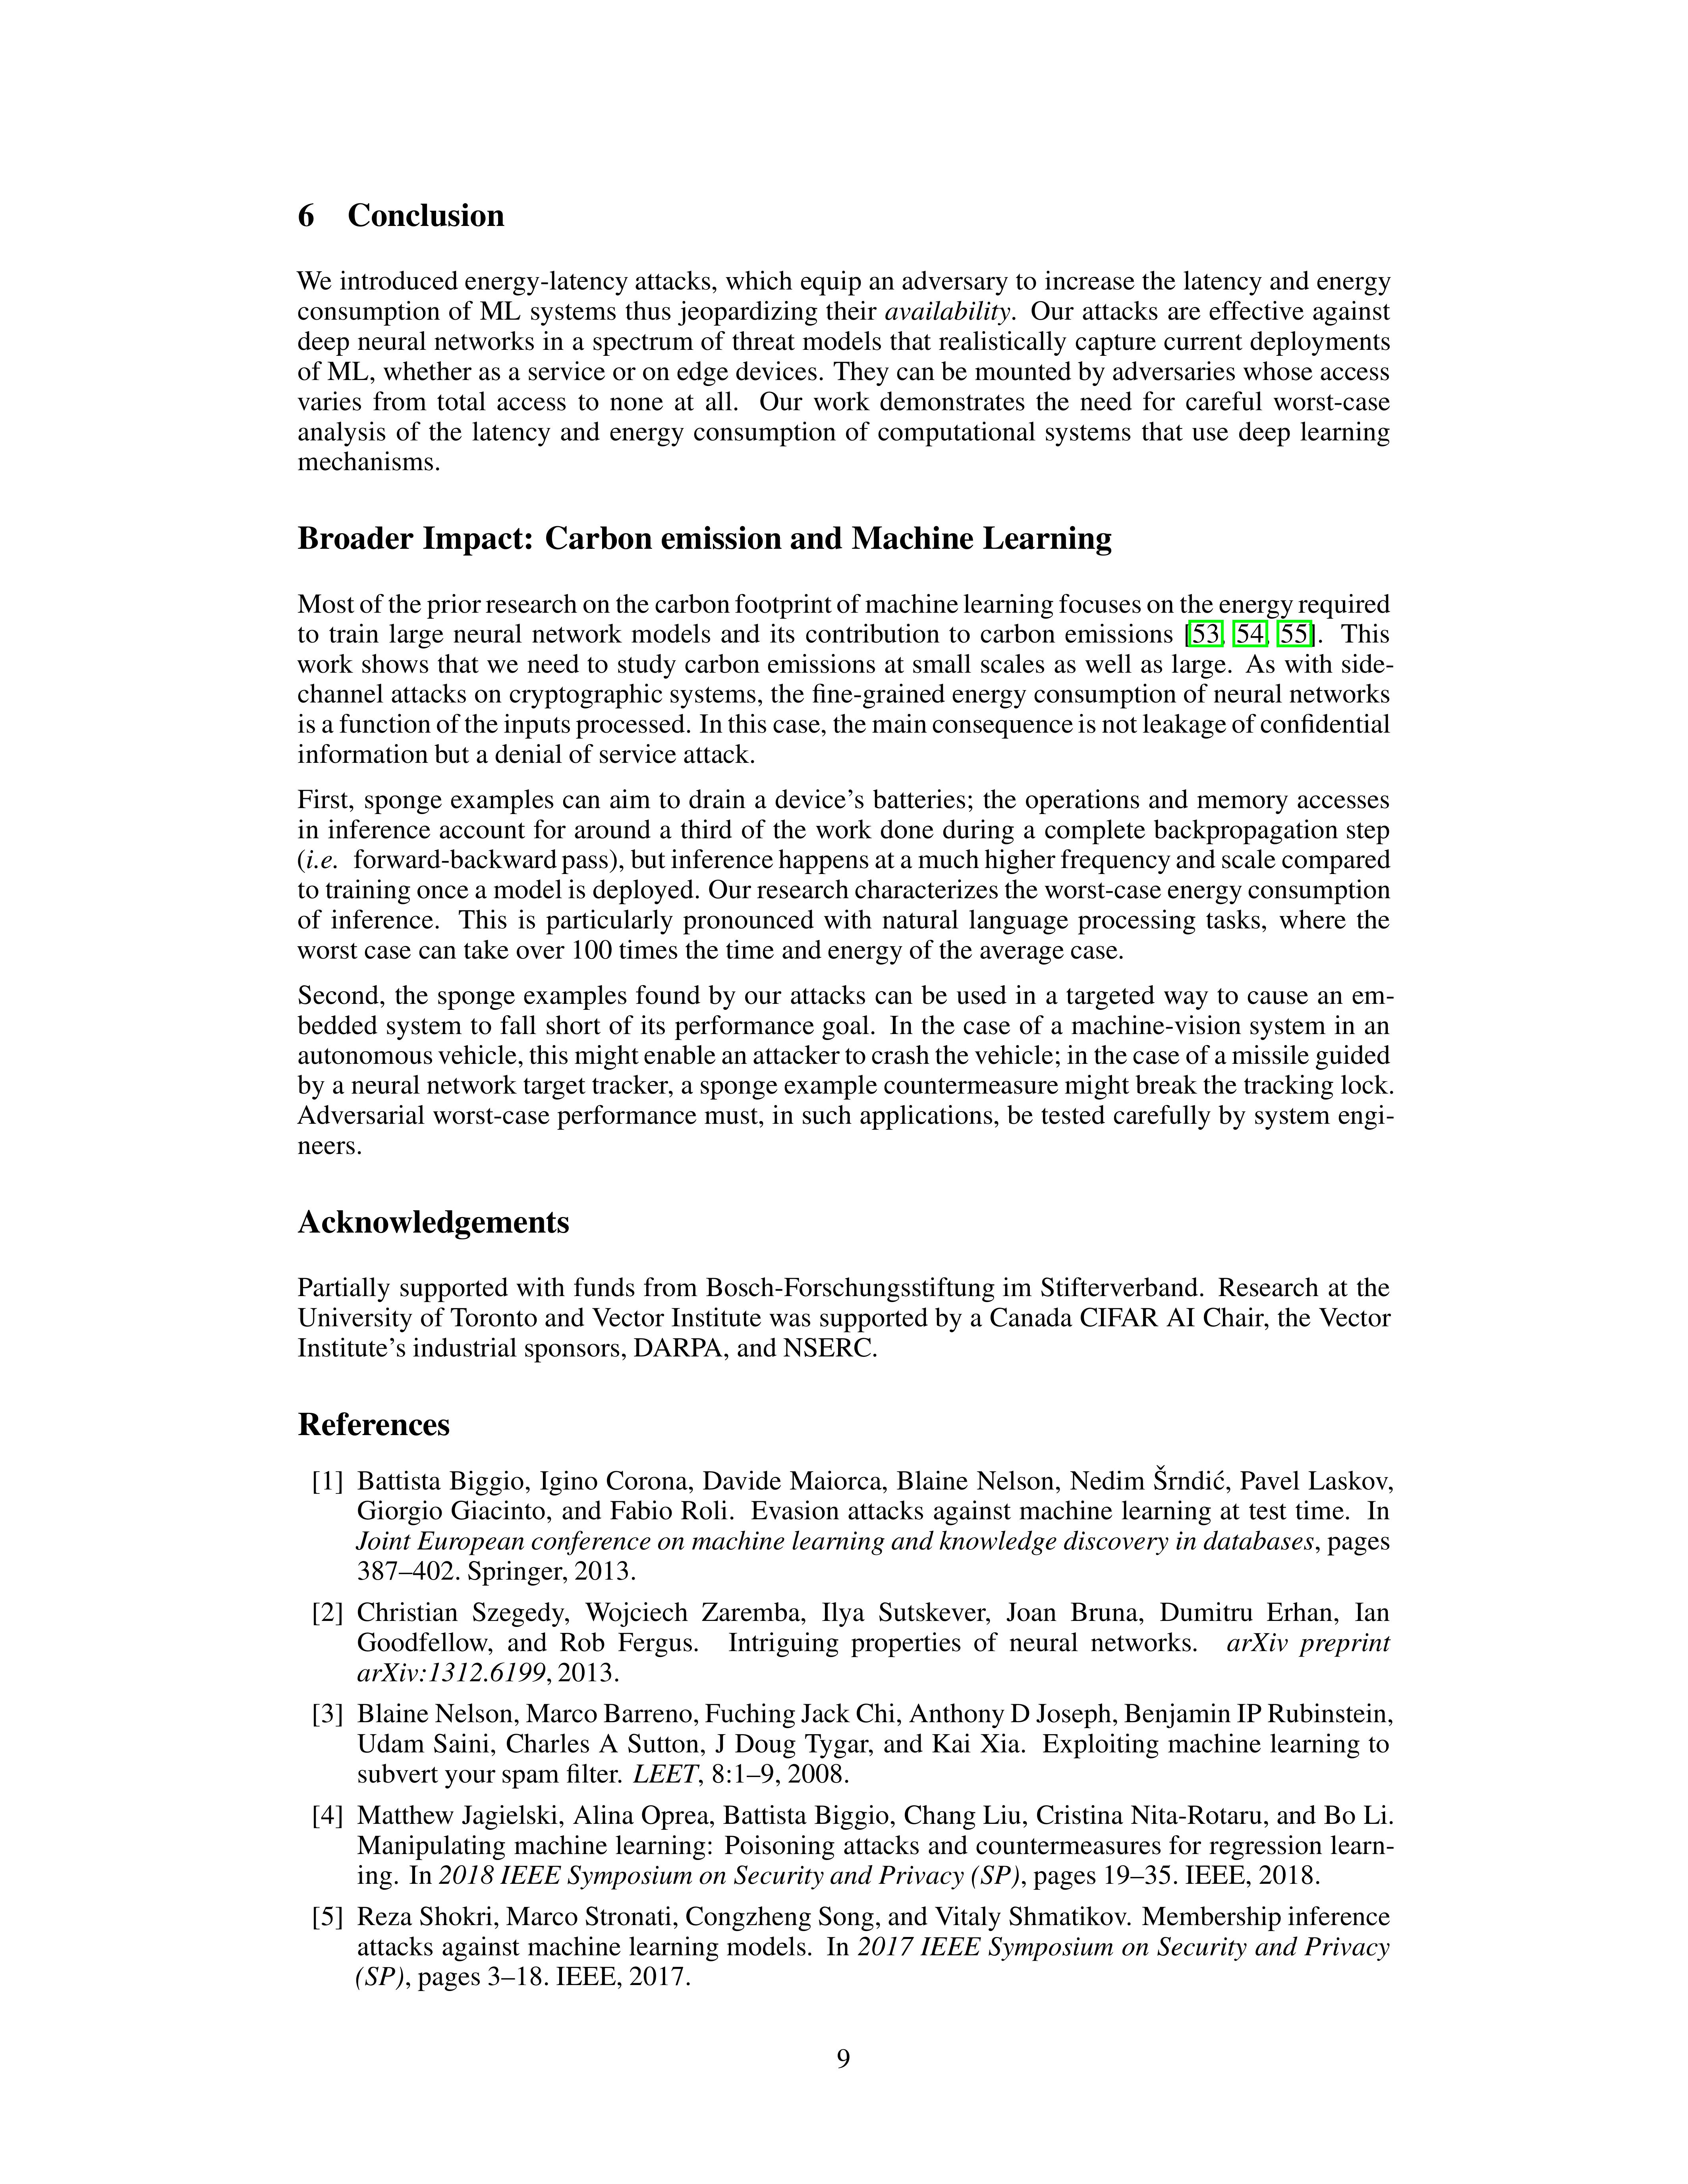 6 Conclusion
We introduced energy-latency attacks, which equip an adversary to increase the latency and energy
consumption of ML systems thus jeopardizing their availability. Our attacks are effective against
deep neural networks in a spectrum of threat models that realistically capture current deployments
of ML, whether as a service or on edge devices. They can be mounted by adversaries whose access
varies from total access to none at all. Our work demonstrates the need for careful worst-case
analysis of the latency and energy consumption of computational systems that use deep learning
mechanisms.
Broader Impact: Carbon emission and Machine Learning
Most of the prior research on the carbon footprint of machine learning focuses on the energy required
to train large neural network models and its contribution to carbon emissions [53, 54, 55]. This
work shows that we need to study carbon emissions at small scales as well as large. As with side-
channel attacks on cryptographic systems, the fine-grained energy consumption of neural networks
is a function of the inputs processed. In this case, the main consequence is not leakage of confidential
information but a denial of service attack.
First, sponge examples can aim to drain a device's batteries; the operations and memory accesses
in inference account for around a third of the work done during a complete backpropagation step
(i.e. forward-backward pass), but inference happens at a much higher frequency and scale compared
to training once a model is deployed. Our research characterizes the worst-case energy consumption
of inference. This is particularly pronounced with natural language processing tasks, where the
worst case can take over 100 times the time and energy of the average case.
Second, the sponge examples found by our attacks can be used in a targeted way to cause an em-
bedded system to fall short of its performance goal. In the case of a machine-vision system in an
autonomous vehicle, this might enable an attacker to crash the vehicle; in the case of a missile guided
by a neural network target tracker, a sponge example countermeasure might break the tracking lock.
Adversarial worst-case performance must, in such applications, be tested carefully by system engi-
neers.
Acknowledgements
Partially supported with funds from Bosch-Forschungsstiftung im Stifterverband. Research at the
University of Toronto and Vector Institute was supported by a Canada CIFAR AI Chair, the Vector
Institute's industrial sponsors, DARPA, and NSERC.
References
[1] Battista Biggio, Igino Corona, Davide Maiorca, Blaine Nelson, Nedim Šrndić, Pavel Laskov,
Giorgio Giacinto, and Fabio Roli. Evasion attacks against machine learning at test time. In
Joint European conference on machine learning and knowledge discovery in databases, pages
387–402. Springer, 2013.
[2] Christian Szegedy, Wojciech Zaremba, Ilya Sutskever, Joan Bruna, Dumitru Erhan, Ian
Goodfellow, and Rob Fergus. Intriguing properties of neural networks. arXiv preprint
arXiv:1312.6199, 2013.
[3] Blaine Nelson, Marco Barreno, Fuching Jack Chi, Anthony D Joseph, Benjamin IP Rubinstein,
Udam Saini, Charles A Sutton, J Doug Tygar, and Kai Xia. Exploiting machine learning to
subvert your spam filter. LEET, 8:1–9, 2008.
[4] Matthew Jagielski, Alina Oprea, Battista Biggio, Chang Liu, Cristina Nita-Rotaru, and Bo Li.
Manipulating machine learning: Poisoning attacks and countermeasures for regression learn-
ing. In 2018 IEEE Symposium on Security and Privacy (SP), pages 19–35. IEEE, 2018.
[5] Reza Shokri, Marco Stronati, Congzheng Song, and Vitaly Shmatikov. Membership inference
attacks against machine learning models. In 2017 IEEE Symposium on Security and Privacy
(SP), pages 3–18. IEEE, 2017.
9